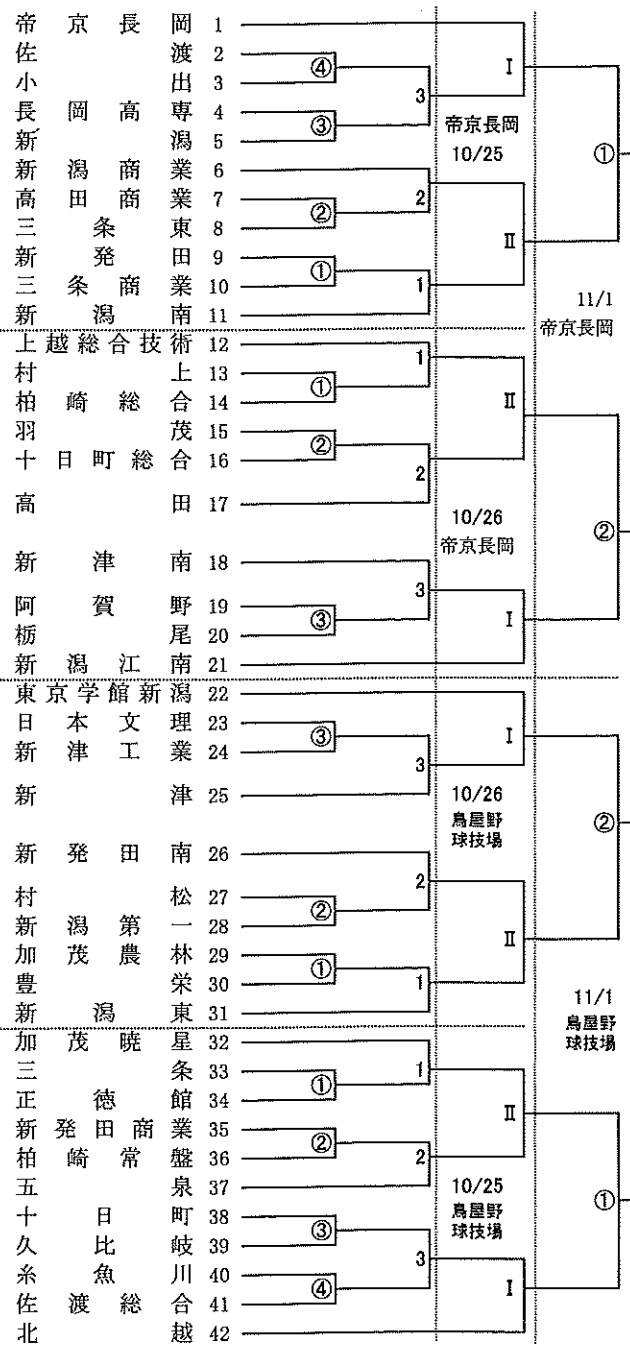 帝京長岡 1
佐渡 2
小出 3
長岡高専 4
新潟 5
新潟商業 6
高田商業 7
三条東 8
新発田 9
三条商業 10
新潟南 11
④
③
②
①
3
2
1
I
II
帝京長岡
10/25
①
11/1
帝京長岡
上越総合技術 12
村上 13
柏崎総合 14
羽茂 15
十日町総合 16
高田 17
新津南 18
阿賀野 19
栃尾 20
新潟江南 21
①
②
③
1
2
3
II
I
10/26
帝京長岡
②
東京学館新潟 22
日本文理 23
新津工業 24
新津 25
新発田南 26
村松 27
新潟第一 28
加茂農林 29
豊栄 30
新潟東 31
③
②
①
3
2
1
I
II
10/26
鳥屋野
球技場
②
11/1
鳥屋野
球技場
加茂暁星 32
三条 33
正徳館 34
新発田商業 35
柏崎常盤 36
五泉 37
十日町 38
久比岐 39
糸魚川 40
佐渡総合 41
北越 42
①
②
③
④
1
2
3
II
I
10/25
鳥屋野
球技場
①